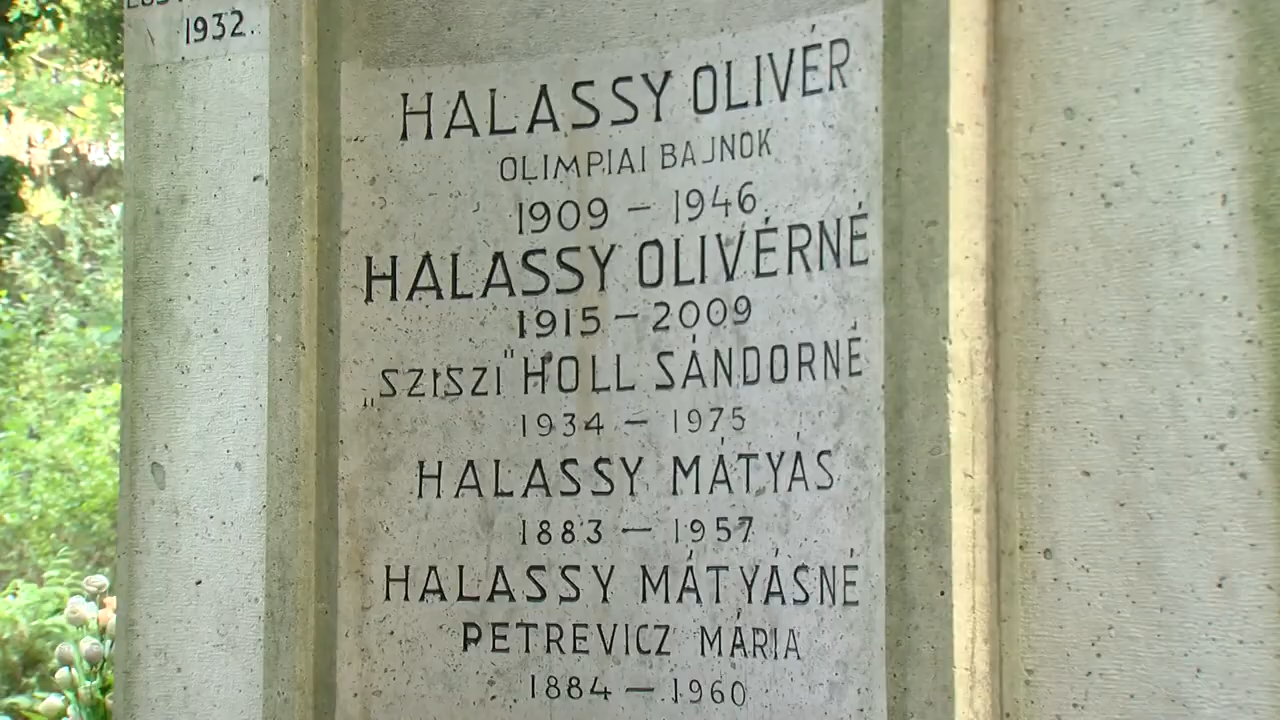 1932.
HALASSY OLIVÉR
OLIMPIAI BAJNOK
1909 – 1946
HALASSY OLIVÉRNÉ
1915 – 2009
„SZISZI" HOLL SÁNDORNÉ
1934 – 1975
HALASSY MÁTYÁS
1883 – 1957
HALASSY MÁTYÁSNÉ
PETREVICZ MÁRIA
1884 – 1960